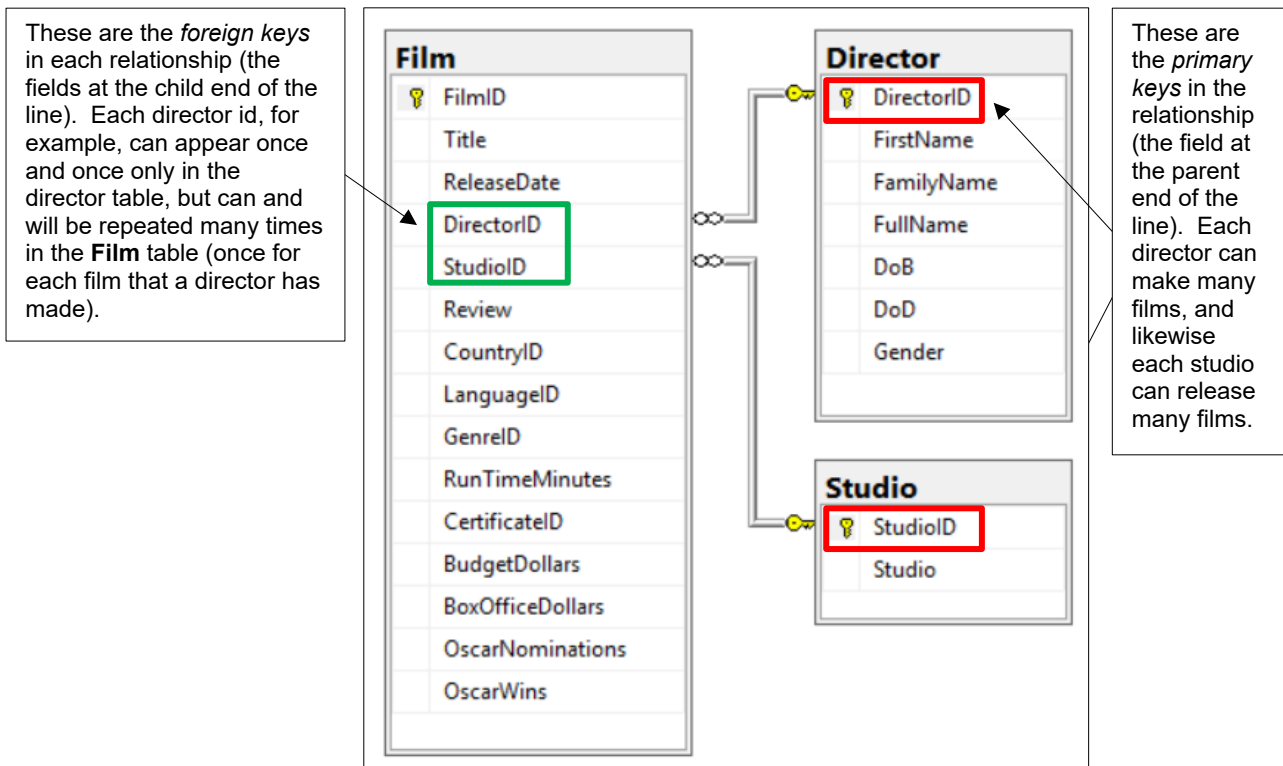 These are the foreign keys
in each relationship (the
fields at the child end of the
line). Each director id, for
example, can appear once
and once only in the
director table, but can and
will be repeated many times
in the Film table (once for
each film that a director has
made).
Film
FilmID
Title
ReleaseDate
DirectorID
StudioID
Review
CountryID
LanguageID
GenreID
RunTimeMinutes
CertificateID
BudgetDollars
BoxOfficeDollars
OscarNominations
OscarWins
Director
DirectorID
FirstName
FamilyName
FullName
DoB
DoD
Gender
Studio
StudioID
Studio
These are
the primary
keys in the
relationship
(the field at
the parent
end of the
line). Each
director can
make many
films, and
likewise
each studio
can release
many films.